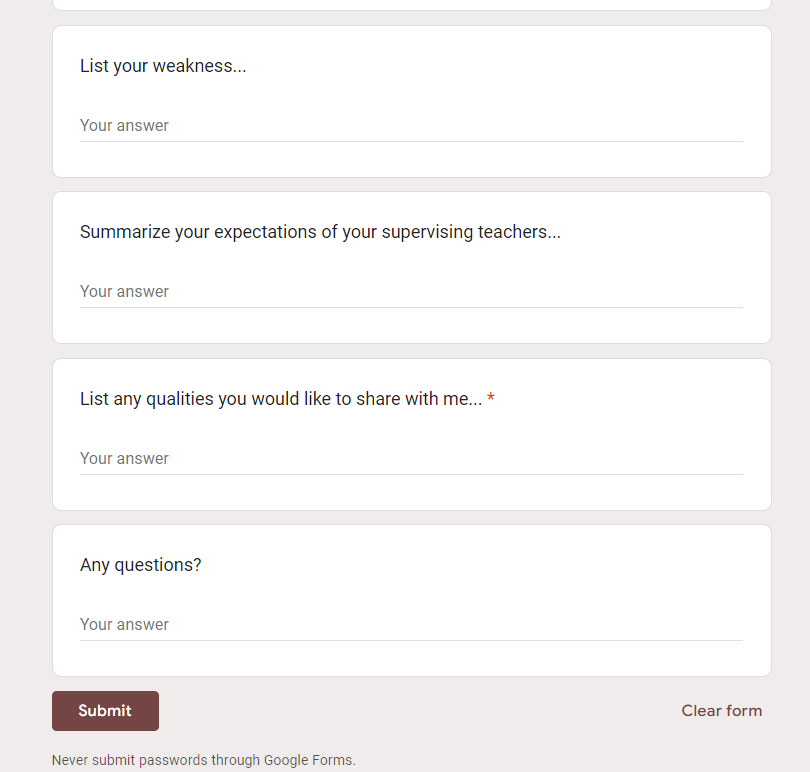 List your weakness...
Your answer
Summarize your expectations of your supervising teachers...
Your answer
List any qualities you would like to share with me... *
Your answer
Any questions?
Your answer
Submit
Clear form
Never submit passwords through Google Forms.